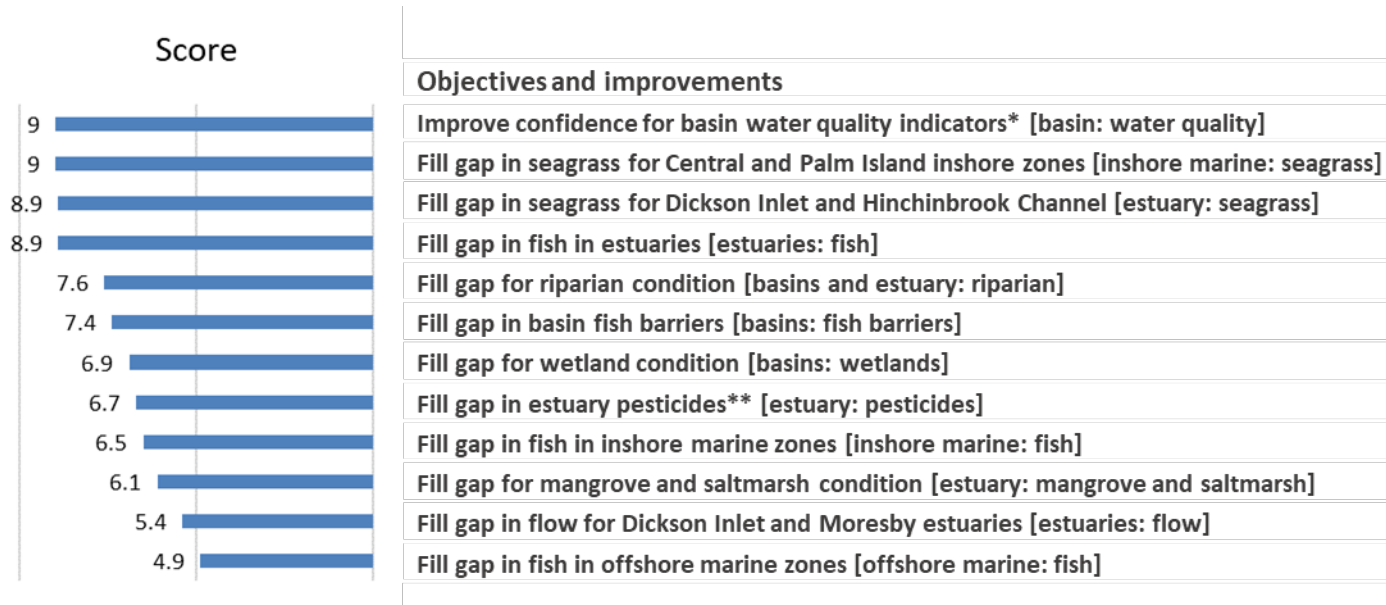 Score
Objectives and improvements
9 Improve confidence for basin water quality indicators* [basin: water quality]
9 Fill gap in seagrass for Central and Palm Island inshore zones [inshore marine: seagrass]
8.9 Fill gap in seagrass for Dickson Inlet and Hinchinbrook Channel [estuary: seagrass]
8.9 Fill gap in fish in estuaries [estuaries: fish]
7.6 Fill gap for riparian condition [basins and estuary: riparian]
7.4 Fill gap in basin fish barriers [basins: fish barriers]
6.9 Fill gap for wetland condition [basins: wetlands]
6.7 Fill gap in estuary pesticides** [estuary: pesticides]
6.5 Fill gap in fish in inshore marine zones [inshore marine: fish]
6.1 Fill gap for mangrove and saltmarsh condition [estuary: mangrove and saltmarsh]
5.4 Fill gap in flow for Dickson Inlet and Moresby estuaries [estuaries: flow]
4.9 Fill gap in fish in offshore marine zones [offshore marine: fish]